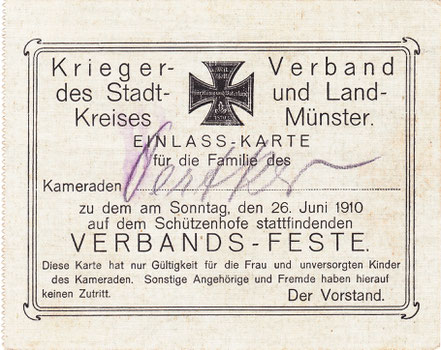 Krieger- Verband
des Stadt- und Land-
Kreises Münster.
EINLASS-KARTE
für die Familie des
Kameraden
zu dem am Sonntag, den 26. Juni 1910
auf dem Schützenhofe stattfindenden
VERBANDS-FESTE.
Diese Karte hat nur Gültigkeit für die Frau und unversorgten Kinder
des Kameraden. Sonstige Angehörige und Fremde haben hierauf
keinen Zutritt. Der Vorstand.